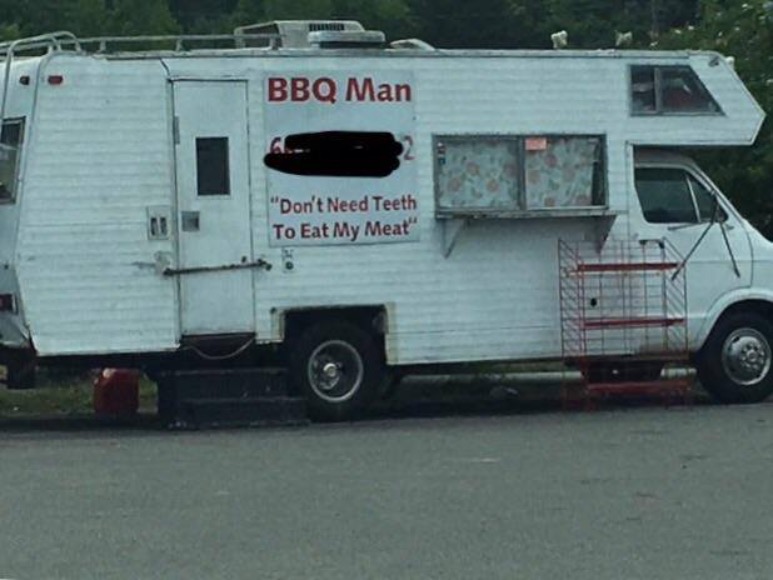 BBQ Man
"Don't Need Teeth
To Eat My Meat"